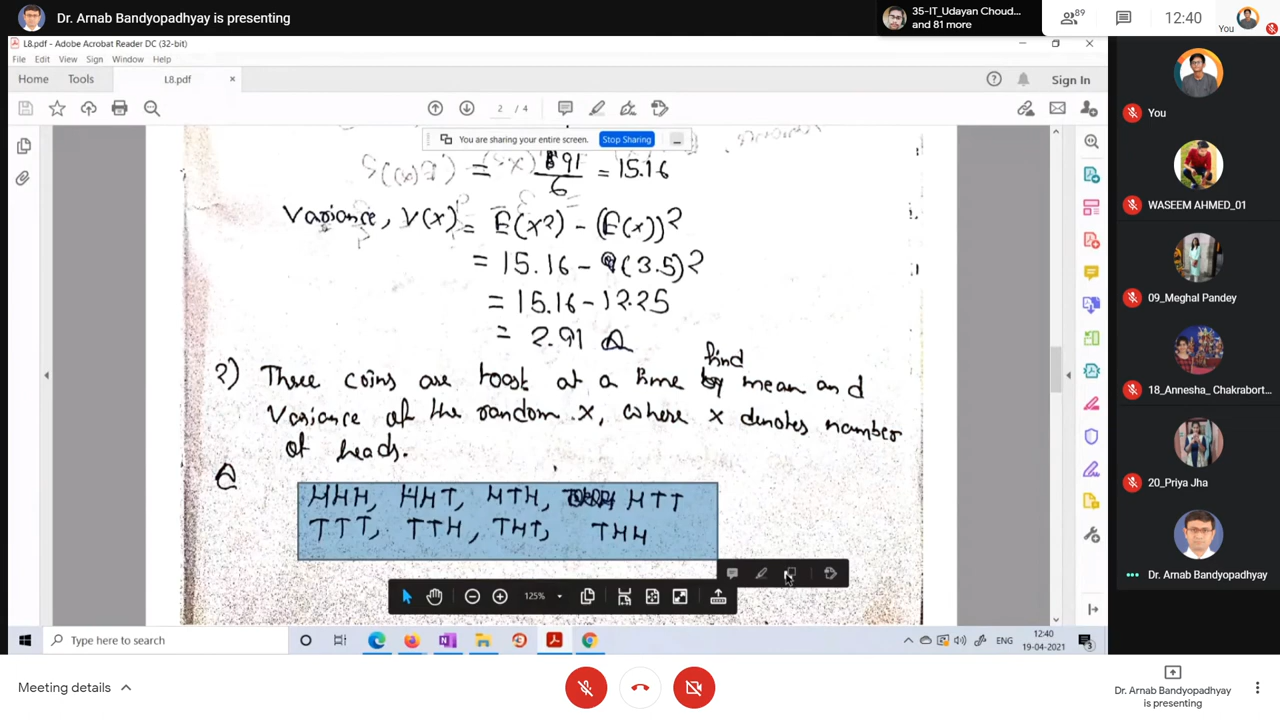 Dr. Arnab Bandyopadhyay is presenting
35-IT_Udayan Choud...
and 81 more
89
You
12:40
L8.pdf - Adobe Acrobat Reader DC (32-bit)
File Edit View Sign Window Help
Home Tools L8.pdf
Sign In
2 / 4
You are sharing your entire screen. Stop Sharing
= 91/6 = 15.16
Variance, V(x) = E(x²) - (E(x))²
= 15.16 - (3.5)²
= 15.16 - 12.25
= 2.91
find
2) Three coins are tosst at a time mean and
Variance of the random x, where x denotes number
of heads.
HHH, HHT, HTH, HTT
TTT, TTH, THT, THH
125%
You
WASEEM AHMED_01
09_Meghal Pandey
18_Annesha_ Chakrabort...
20_Priya Jha
Dr. Arnab Bandyopadhyay
Type here to search
ENG
12:40
19-04-2021
3
Meeting details
Dr. Arnab Bandyopadhyay
is presenting